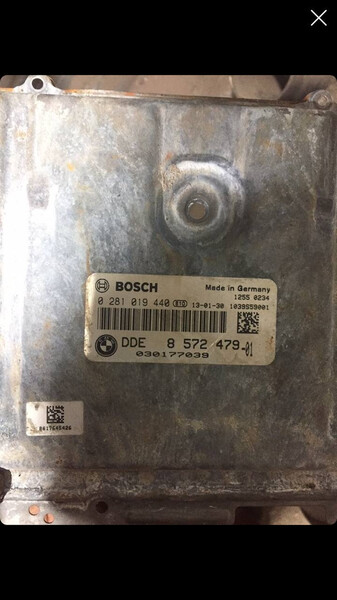 BOSCH Made in Germany
1255 0234
0 281 019 440 13-01-30 1039S59001
DDE 8 572 479-01
030177039